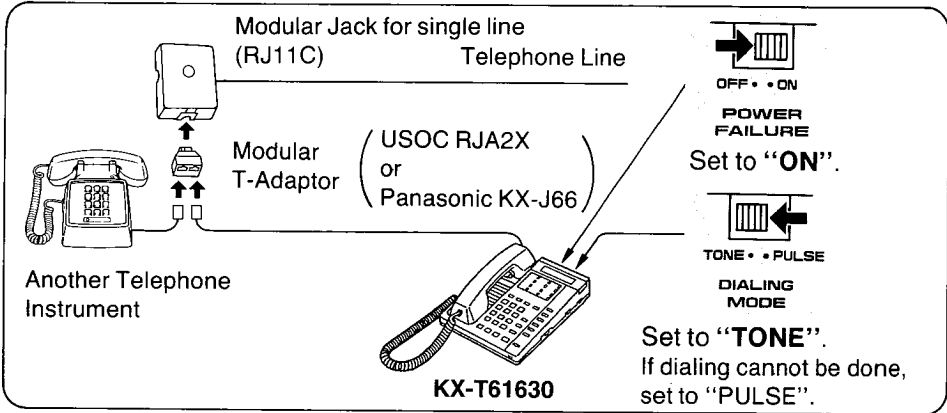 Modular Jack for single line
(RJ11C)
Telephone Line
Modular
T-Adaptor
USOC RJA2X
or
Panasonic KX-J66
Another Telephone
Instrument
KX-T61630
OFF • • ON
POWER
FAILURE
Set to “ON”.
TONE • • PULSE
DIALING
MODE
Set to “TONE”.
If dialing cannot be done,
set to “PULSE”.